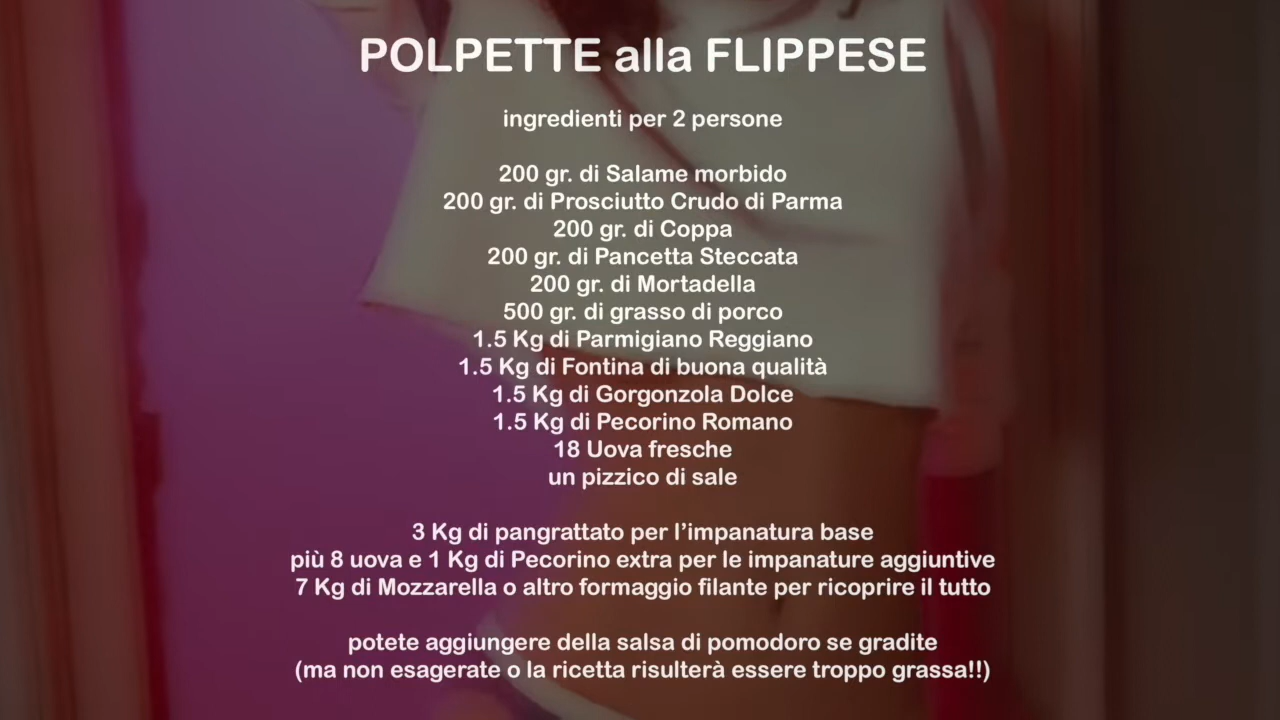 POLPETTE alla FLIPPESE
ingredienti per 2 persone
200 gr. di Salame morbido
200 gr. di Prosciutto Crudo di Parma
200 gr. di Coppa
200 gr. di Pancetta Steccata
200 gr. di Mortadella
500 gr. di grasso di porco
1.5 Kg di Parmigiano Reggiano
1.5 Kg di Fontina di buona qualità
1.5 Kg di Gorgonzola Dolce
1.5 Kg di Pecorino Romano
18 Uova fresche
un pizzico di sale
3 Kg di pangrattato per l’impanatura base
più 8 uova e 1 Kg di Pecorino extra per le impanature aggiuntive
7 Kg di Mozzarella o altro formaggio filante per ricoprire il tutto
potete aggiungere della salsa di pomodoro se gradite
(ma non esagerate o la ricetta risulterà essere troppo grassa!!)